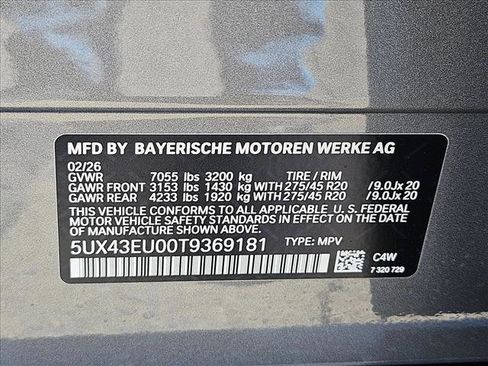 MFD BY BAYERISCHE MOTOREN WERKE AG
02/26
GVWR 7055 lbs 3200 kg TIRE / RIM
GAWR FRONT 3153 lbs 1430 kg WITH 275/45 R20 /9.0Jx 20
GAWR REAR 4233 lbs 1920 kg WITH 275/45 R20 /9.0Jx 20
THIS VEHICLE CONFORMS TO ALL APPLICABLE U. S. FEDERAL
MOTOR VEHICLE SAFETY STANDARDS IN EFFECT ON THE DATE
OF MANUFACTURE SHOWN ABOVE.
5UX43EU00T9369181 TYPE: MPV
C4W
7 320 729